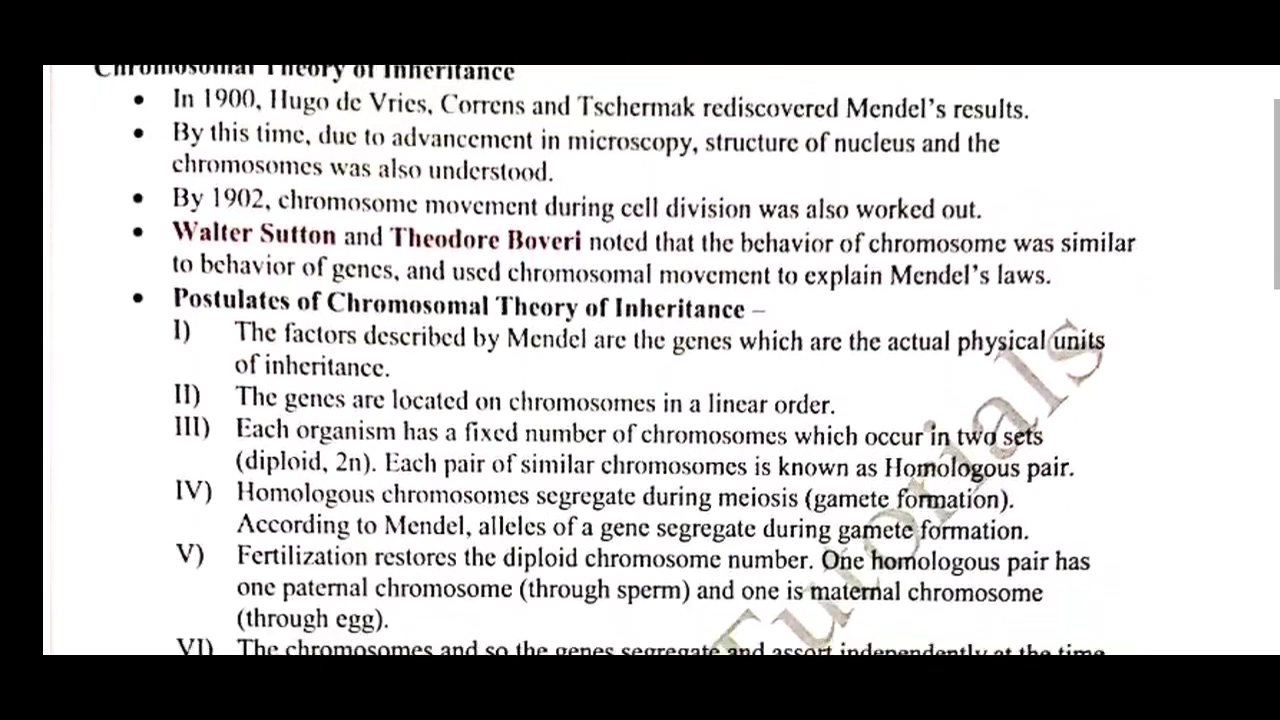 Chromosomal Theory of Inheritance
• In 1900, Hugo de Vries, Correns and Tschermak rediscovered Mendel's results.
• By this time, due to advancement in microscopy, structure of nucleus and the
chromosomes was also understood.
• By 1902, chromosome movement during cell division was also worked out.
• Walter Sutton and Theodore Boveri noted that the behavior of chromosome was similar
to behavior of genes, and used chromosomal movement to explain Mendel's laws.
• Postulates of Chromosomal Theory of Inheritance –
I) The factors described by Mendel are the genes which are the actual physical units
of inheritance.
II) The genes are located on chromosomes in a linear order.
III) Each organism has a fixed number of chromosomes which occur in two sets
(diploid, 2n). Each pair of similar chromosomes is known as Homologous pair.
IV) Homologous chromosomes segregate during meiosis (gamete formation).
According to Mendel, alleles of a gene segregate during gamete formation.
V) Fertilization restores the diploid chromosome number. One homologous pair has
one paternal chromosome (through sperm) and one is maternal chromosome
(through egg).
VI) The chromosomes and so the genes segregate and assort independently at the time
Tutorials